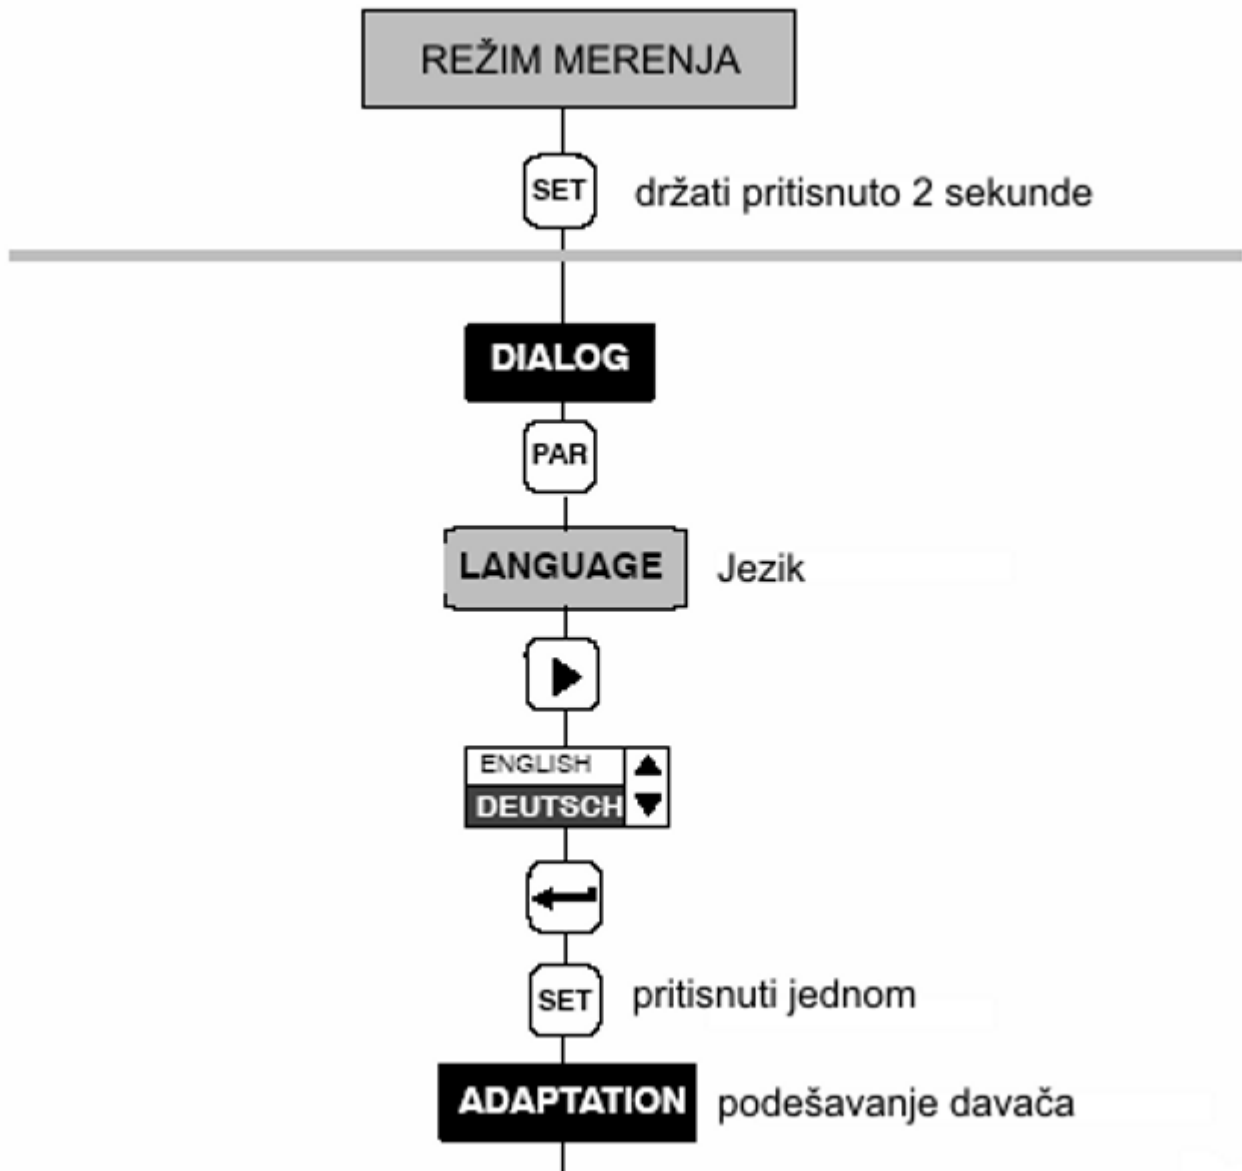 REŽIM MERENJA
SET držati pritisnuto 2 sekunde
DIALOG
PAR
LANGUAGE Jezik
ENGLISH
DEUTSCH
SET pritisnuti jednom
ADAPTATION podešavanje davača